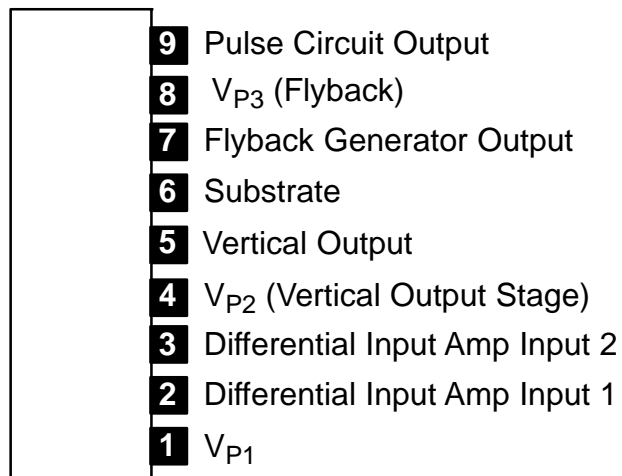 9 Pulse Circuit Output
8 VP3 (Flyback)
7 Flyback Generator Output
6 Substrate
5 Vertical Output
4 VP2 (Vertical Output Stage)
3 Differential Input Amp Input 2
2 Differential Input Amp Input 1
1 VP1